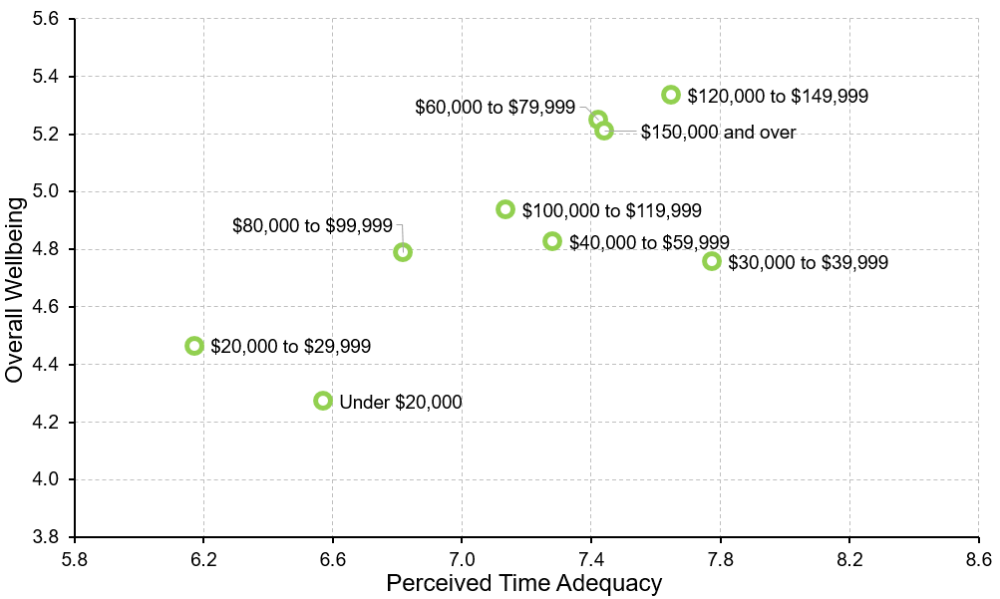 5.6
5.4
5.2
5.0
4.8
4.6
4.4
4.2
4.0
3.8
Overall Wellbeing
$120,000 to $149,999
$60,000 to $79,999
$150,000 and over
$100,000 to $119,999
$80,000 to $99,999
$40,000 to $59,999
$30,000 to $39,999
$20,000 to $29,999
Under $20,000
5.8 6.2 6.6 7.0 7.4 7.8 8.2 8.6
Perceived Time Adequacy